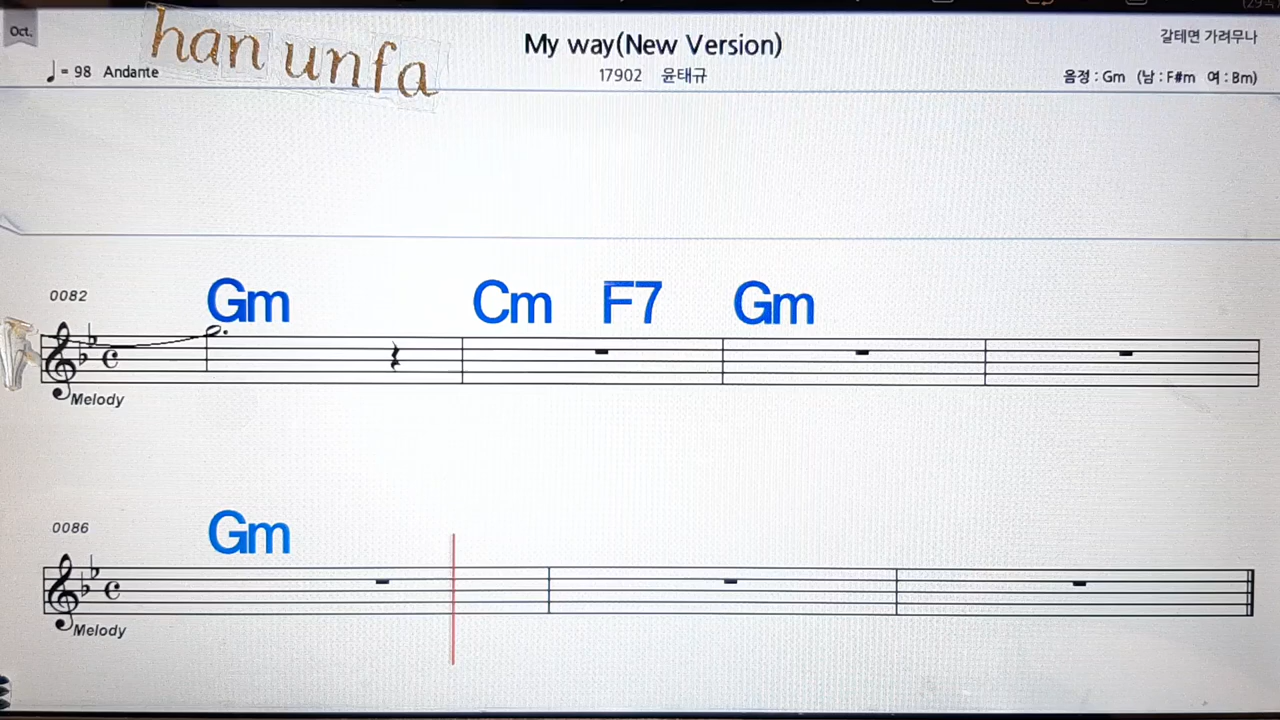 Oct.
han unfa
My way(New Version)
갈테면 가려무나
♩= 98 Andante
17902 윤태규
음정 : Gm (남 : F#m 여 : Bm)
0082
Gm Cm F7 Gm
Melody
0086
Gm
Melody